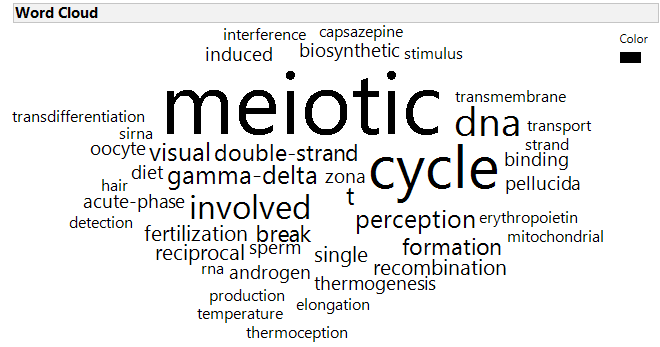 Word Cloud
interference capsazepine
Color
induced biosynthetic stimulus
meiotic
transmembrane
transdifferentiation
dna transport
sirna
strand
oocyte visual double-strand
cycle binding
diet gamma-delta zona
pellucida
hair
acute-phase involved t
detection
perception erythropoietin
fertilization break
mitochondrial
reciprocal sperm single formation
rna androgen recombination
thermogenesis
production
elongation
temperature
thermoception